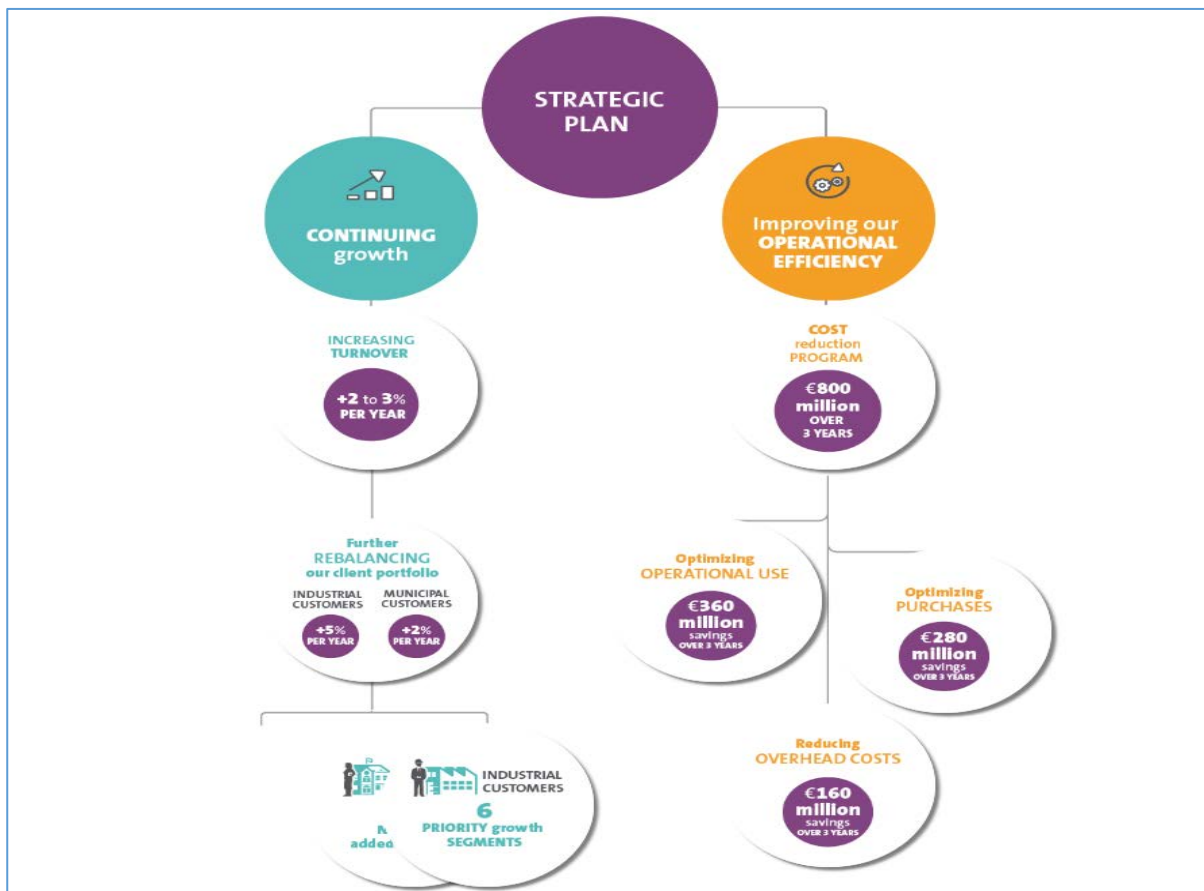 STRATEGIC
PLAN
CONTINUING
growth
INCREASING
TURNOVER
+2 to 3%
PER YEAR
Further
REBALANCING
our client portfolio
INDUSTRIAL
CUSTOMERS
+5%
PER YEAR
MUNICIPAL
CUSTOMERS
+2%
PER YEAR
added
INDUSTRIAL
CUSTOMERS
6
PRIORITY growth
SEGMENTS
Improving our
OPERATIONAL
EFFICIENCY
COST
reduction
PROGRAM
€800
million
OVER
3 YEARS
Optimizing
OPERATIONAL USE
€360
million
savings
OVER 3 YEARS
Optimizing
PURCHASES
€280
million
savings
OVER 3 YEARS
Reducing
OVERHEAD COSTS
€160
million
savings
OVER 3 YEARS